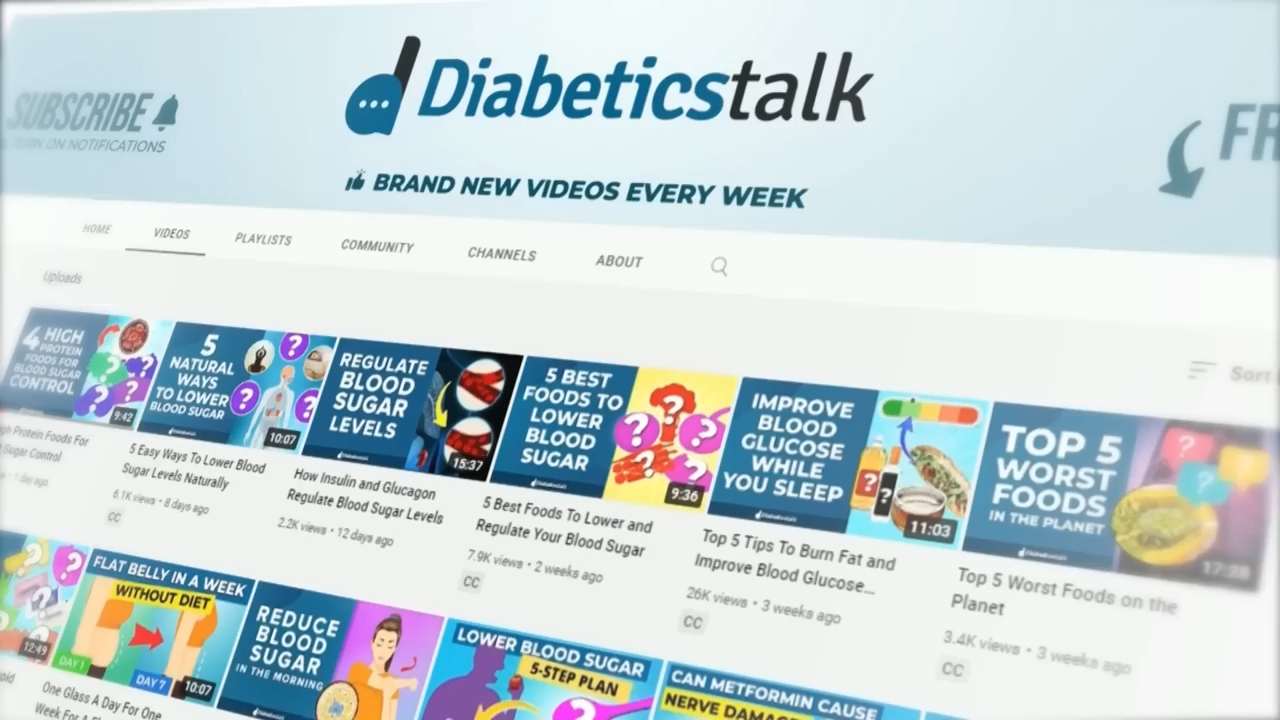 SUBSCRIBE
TURN ON NOTIFICATIONS
Diabeticstalk
BRAND NEW VIDEOS EVERY WEEK
HOME
VIDEOS
PLAYLISTS
COMMUNITY
CHANNELS
ABOUT
Uploads
4 HIGH
PROTEIN
FOODS FOR
BLOOD SUGAR
CONTROL
9:42
Protein Foods For
Sugar Control
1 day ago
5
NATURAL
WAYS
TO LOWER
BLOOD SUGAR
10:07
5 Easy Ways To Lower Blood
Sugar Levels Naturally
6.1K views • 8 days ago
CC
REGULATE
BLOOD
SUGAR
LEVELS
15:37
How Insulin and Glucagon
Regulate Blood Sugar Levels
2.2K views • 12 days ago
5 BEST
FOODS TO
LOWER
BLOOD
SUGAR
9:36
5 Best Foods To Lower and
Regulate Your Blood Sugar
7.9K views • 2 weeks ago
CC
IMPROVE
BLOOD
GLUCOSE
WHILE
YOU SLEEP
11:03
Top 5 Tips To Burn Fat and
Improve Blood Glucose...
26K views • 3 weeks ago
CC
TOP 5
WORST
FOODS
IN THE PLANET
17:28
Top 5 Worst Foods on the
Planet
3.4K views • 3 weeks ago
CC
12:49
FLAT BELLY IN A WEEK
WITHOUT DIET
DAY 1
DAY 7
10:07
One Glass A Day For One
REDUCE
BLOOD
SUGAR
IN THE MORNING
LOWER BLOOD SUGAR
5-STEP PLAN
CAN METFORMIN CAUSE